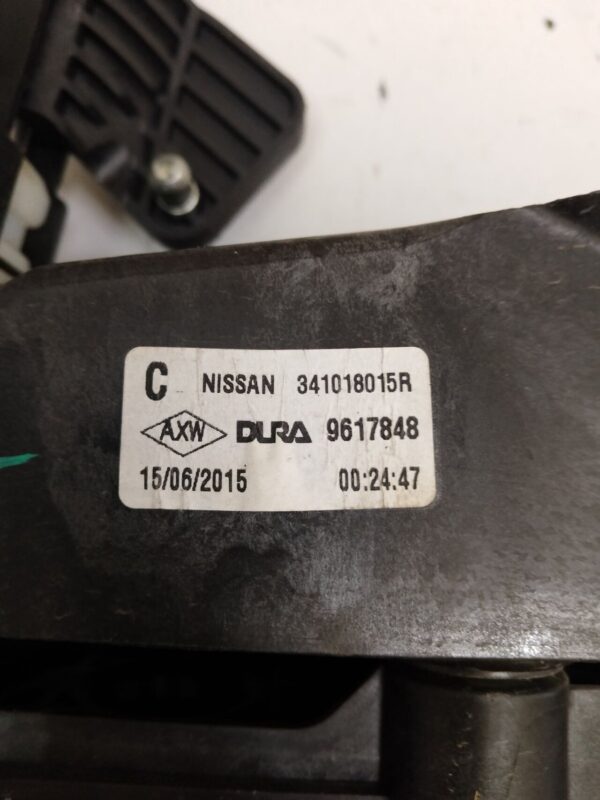 C NISSAN 341018015R
AXW DURA 9617848
15/06/2015 00:24:47